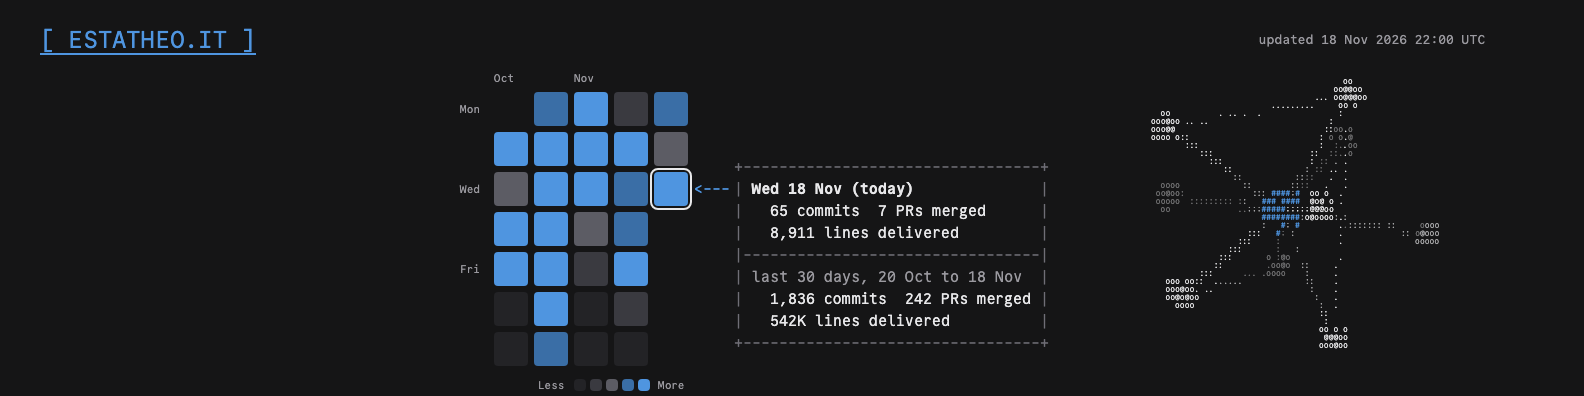 [ ESTATHEO.IT ]
updated 18 Nov 2026 22:00 UTC
Oct Nov
Mon
Wed
Fri
Less More
<--- Wed 18 Nov (today)
65 commits 7 PRs merged
8,911 lines delivered
last 30 days, 20 Oct to 18 Nov
1,836 commits 242 PRs merged
542K lines delivered